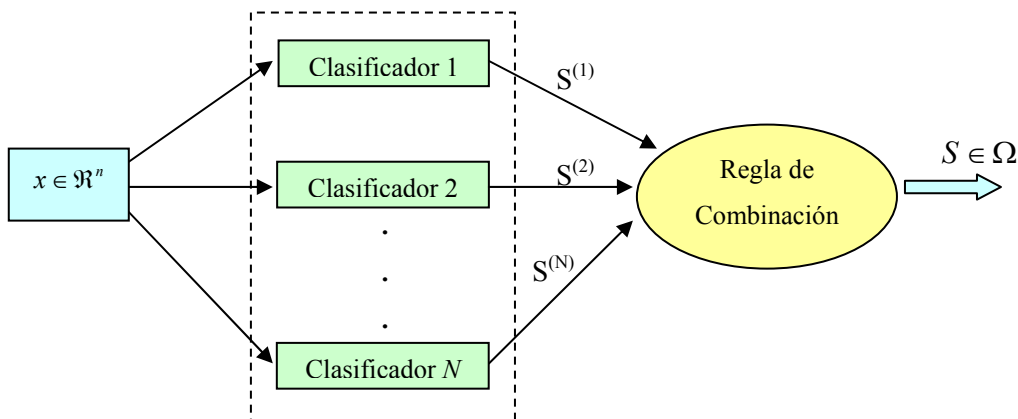 x ∈ ℜⁿ
Clasificador 1
Clasificador 2
.
.
.
Clasificador N
S⁽¹⁾
S⁽²⁾
S⁽ᴺ⁾
Regla de
Combinación
S ∈ Ω